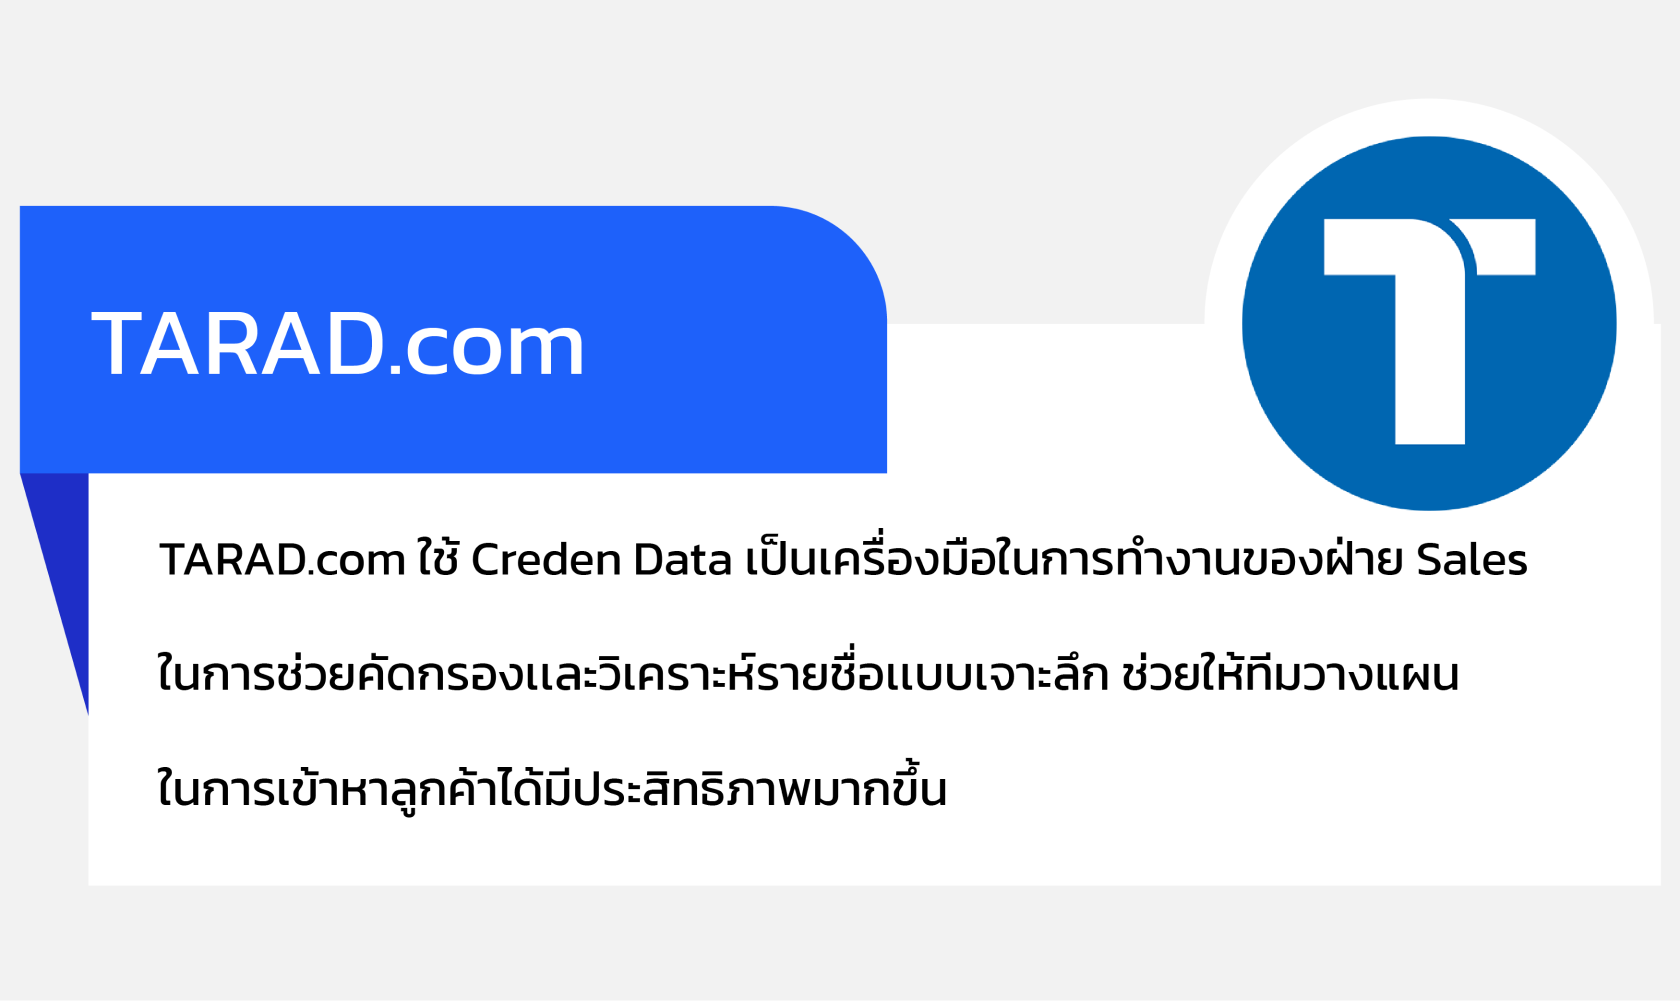 TARAD.com
TARAD.com ใช้ Creden Data เป็นเครื่องมือในการทำงานของฝ่าย Sales
ในการช่วยคัดกรองและวิเคราะห์รายชื่อแบบเจาะลึก ช่วยให้ทีมวางแผน
ในการเข้าหาลูกค้าได้มีประสิทธิภาพมากขึ้น